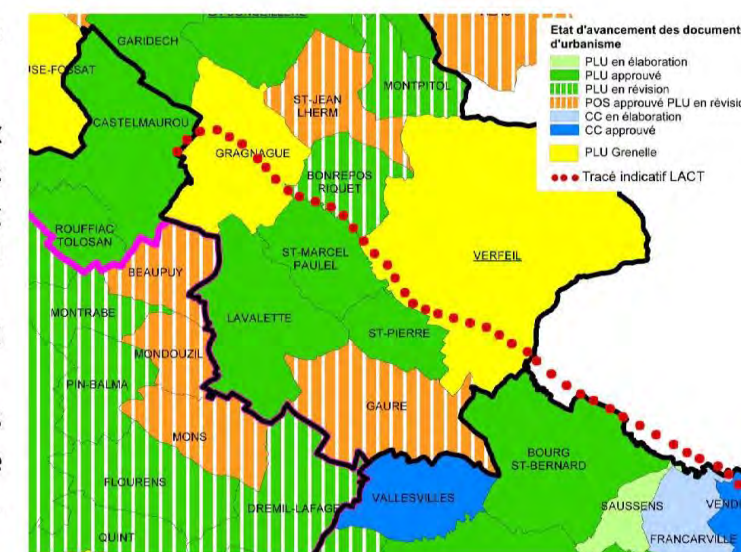 GARIDECH
Etat d'avancement des document
d'urbanisme
PLU en élaboration
PLU approuvé
PLU en révision
POS approuvé PLU en révisio
CC en élaboration
CC approuvé
PLU Grenelle
Tracé indicatif LACT
MONTPITOL
ST-JEAN
LHERM
CASTELMAUROU
GRAGNAGUE
BONREPOS
RIQUET
ROUFFIAC
TOLOSAN
ST-MARCEL
PAULEL
VERFEIL
BEAUPUY
MONTRABE
LAVALETTE
ST-PIERRE
MONDOUZIL
PIN-BALMA
GAURE
MONS
BOURG
ST-BERNARD
FLOURENS
VALLESVILLES
DREMIL-LAFAGE
SAUSSENS
VEND
QUINT
FRANCARVILLE